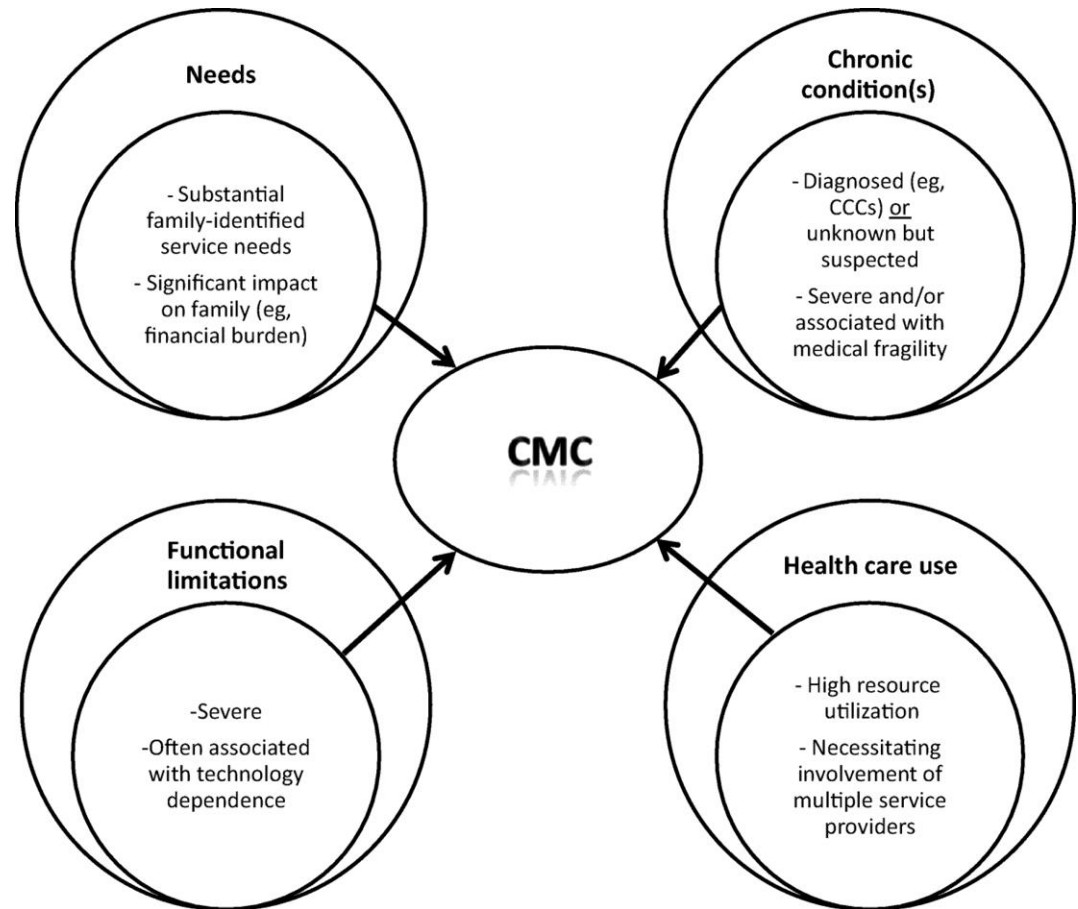 Needs
- Substantial
family-identified
service needs
- Significant impact
on family (eg,
financial burden)
Chronic
condition(s)
- Diagnosed (eg,
CCCs) or
unknown but
suspected
- Severe and/or
associated with
medical fragility
CMC
Functional
limitations
-Severe
-Often associated
with technology
dependence
Health care use
- High resource
utilization
- Necessitating
involvement of
multiple service
providers